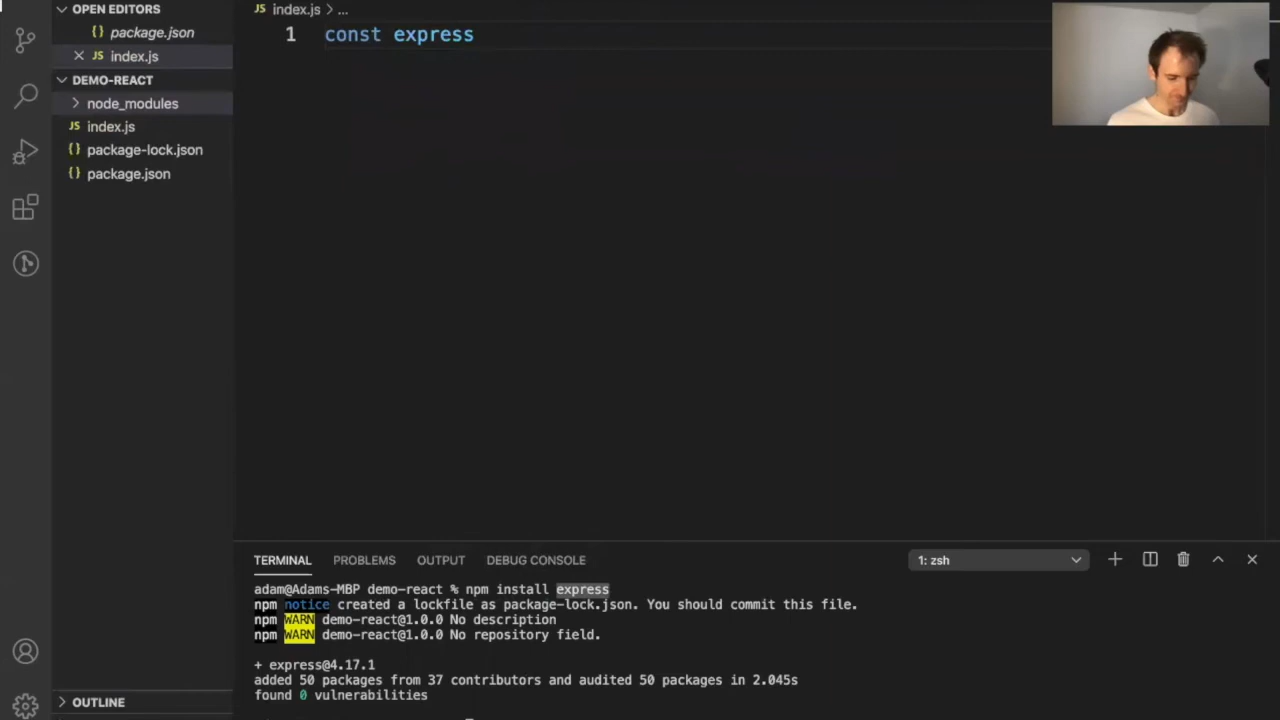 OPEN EDITORS
package.json
JS index.js
DEMO-REACT
node_modules
JS index.js
{} package-lock.json
{} package.json
OUTLINE
JS index.js > ...
1 const express
TERMINAL PROBLEMS OUTPUT DEBUG CONSOLE 1: zsh
adam@Adams-MBP demo-react % npm install express
npm notice created a lockfile as package-lock.json. You should commit this file.
npm WARN demo-react@1.0.0 No description
npm WARN demo-react@1.0.0 No repository field.
+ express@4.17.1
added 50 packages from 37 contributors and audited 50 packages in 2.045s
found 0 vulnerabilities